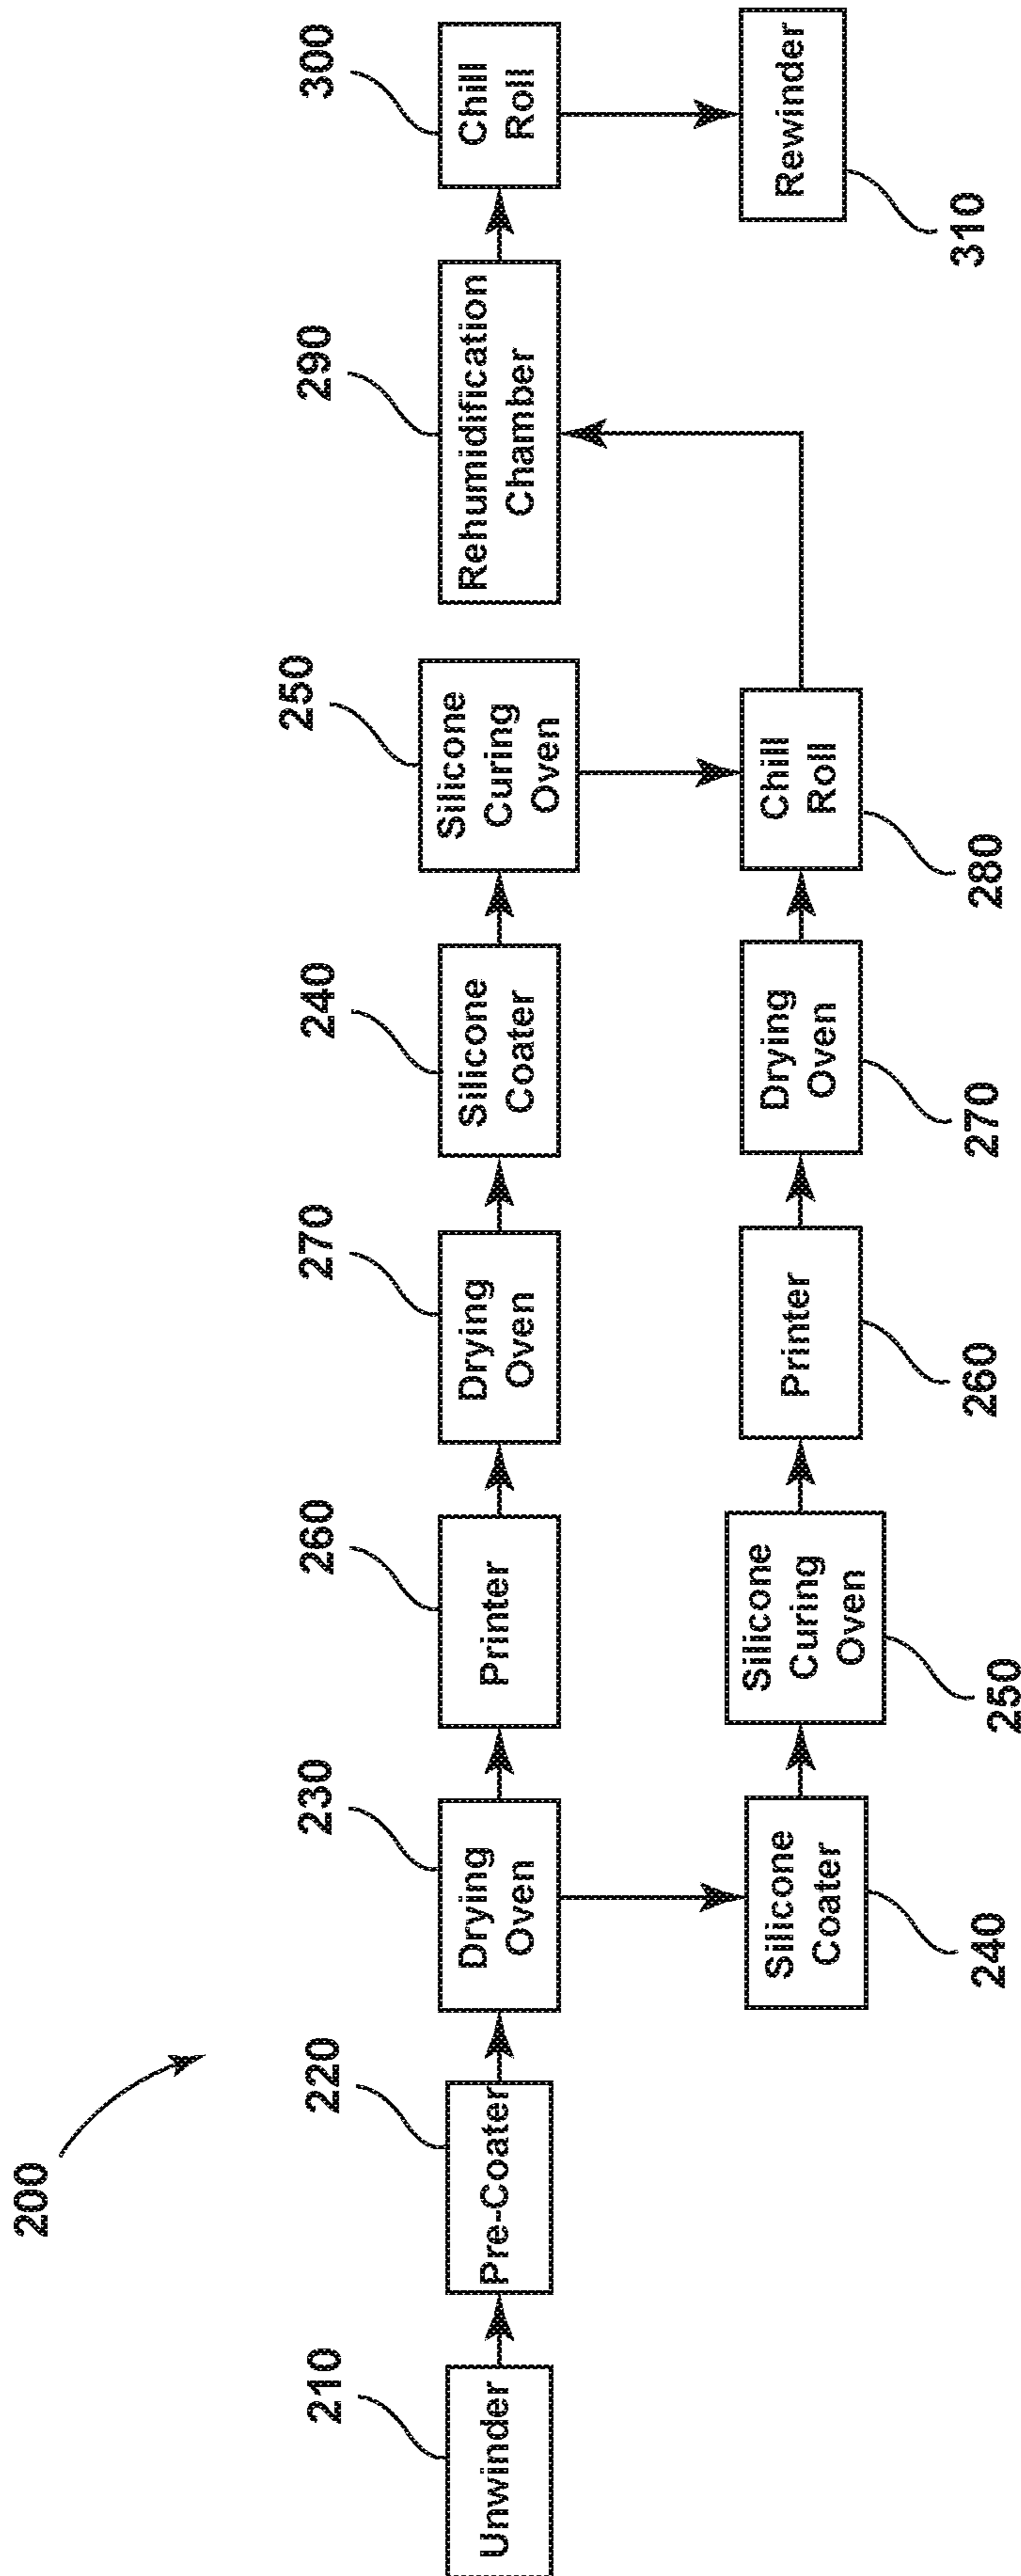 200
210
Unwinder
220
Pre-Coater
230
Drying
Oven
260
Printer
270
Drying
Oven
240
Silicone
Coater
250
Silicone
Curing
Oven
290
Rehumidification
Chamber
300
Chill
Roll
Silicone
Coater
240
Silicone
Curing
Oven
250
Printer
260
Drying
Oven
270
Chill
Roll
280
Rewinder
310